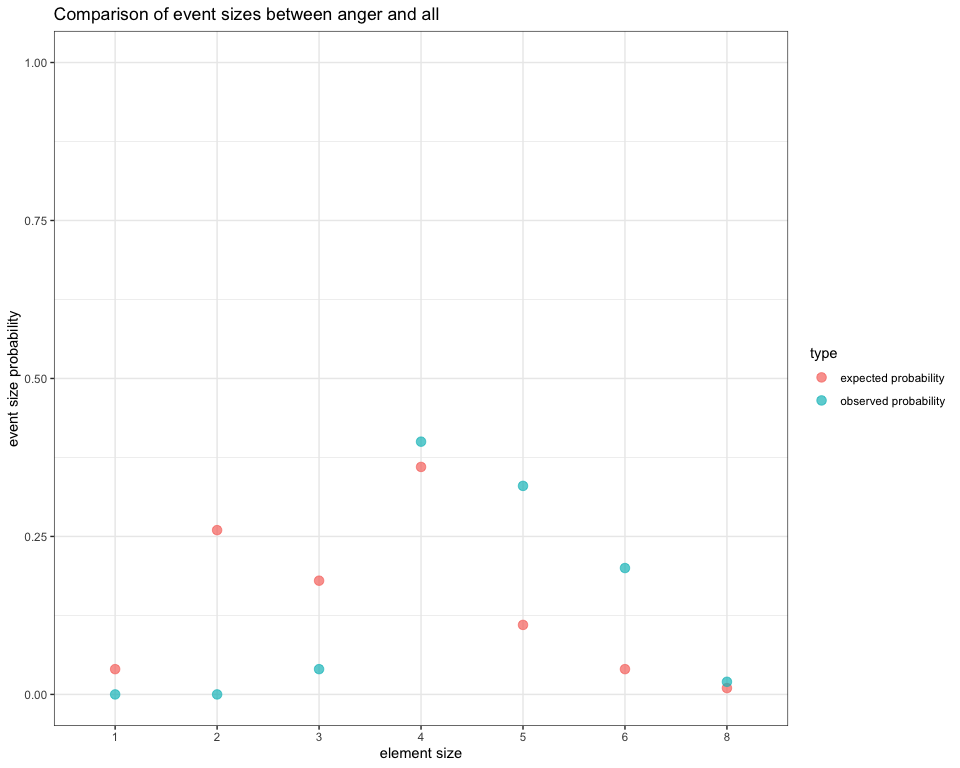 Comparison of event sizes between anger and all
1.00
0.75
0.50
0.25
0.00
event size probability
1 2 3 4 5 6 8
element size
type
expected probability
observed probability